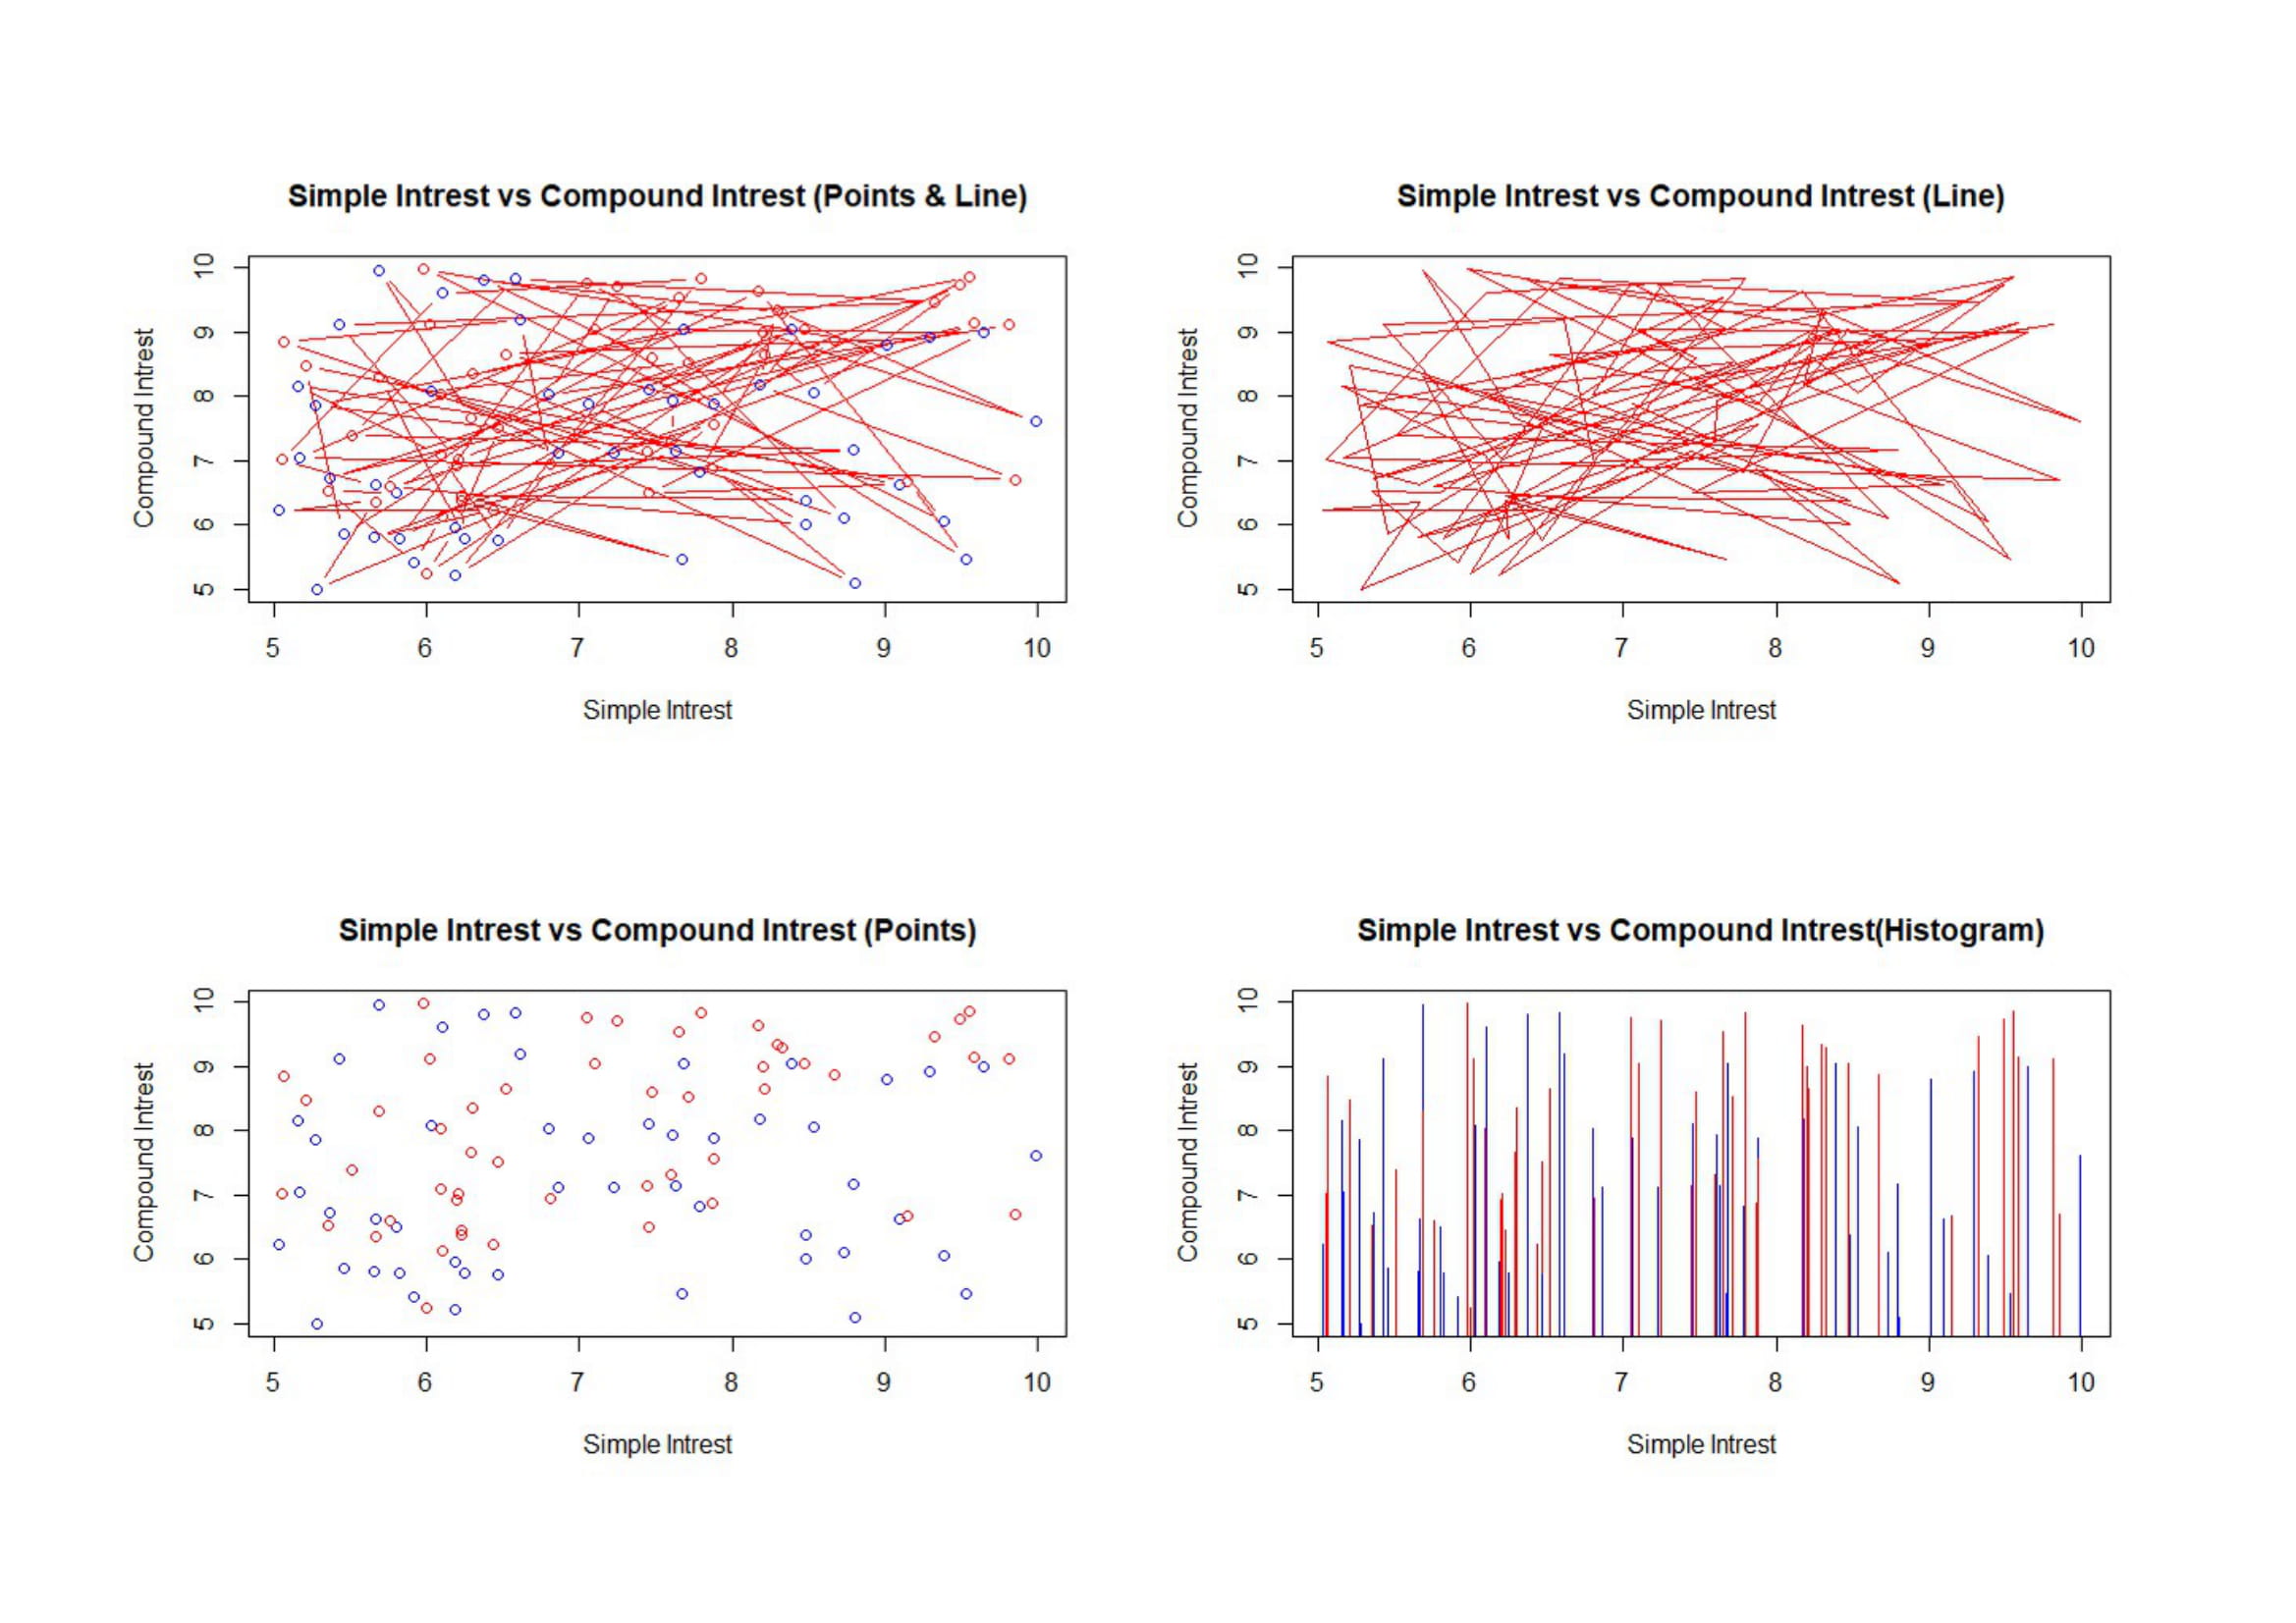 Simple Intrest vs Compound Intrest (Points & Line)
Compound Intrest
10
9
8
7
6
5
5 6 7 8 9 10
Simple Intrest
Simple Intrest vs Compound Intrest (Line)
Compound Intrest
10
9
8
7
6
5
5 6 7 8 9 10
Simple Intrest
Simple Intrest vs Compound Intrest (Points)
Compound Intrest
10
9
8
7
6
5
5 6 7 8 9 10
Simple Intrest
Simple Intrest vs Compound Intrest(Histogram)
Compound Intrest
10
9
8
7
6
5
5 6 7 8 9 10
Simple Intrest